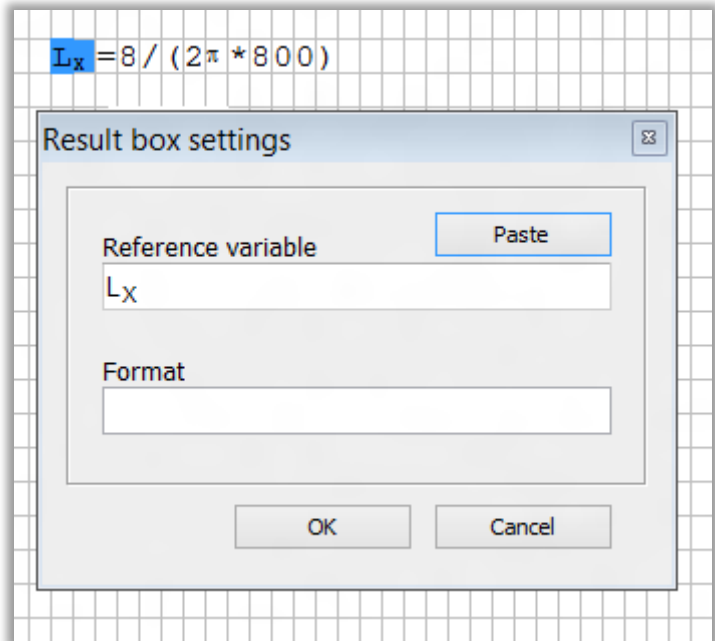 Lₓ=8/(2π*800)
Result box settings
Paste
Reference variable
Lₓ
Format
OK
Cancel